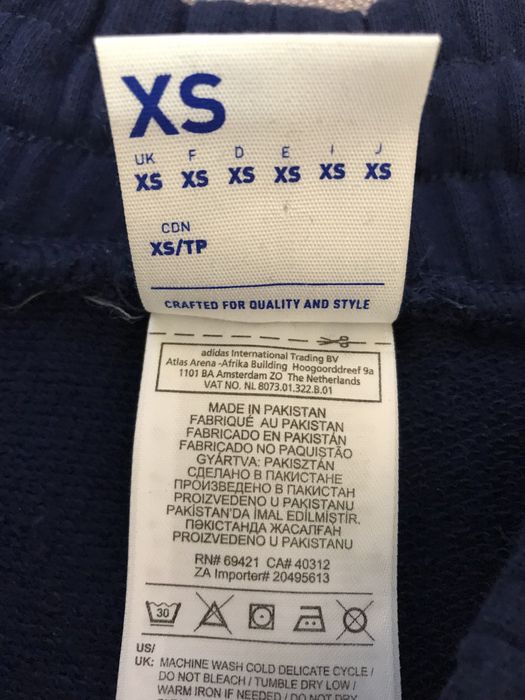 XS
UK F D E I J
XS XS XS XS XS XS
CDN
XS/TP
CRAFTED FOR QUALITY AND STYLE
adidas International Trading BV
Atlas Arena -Afrika Building Hoogoorddreef 9a
1101 BA Amsterdam ZO The Netherlands
VAT NO. NL 8073.01.322.B.01
MADE IN PAKISTAN
FABRIQUÉ AU PAKISTAN
FABRICADO EN PAKISTÁN
FABRICADO NO PAQUISTÃO
GYÁRTVA: PAKISZTÁN
СДЕЛАНО В ПАКИСТАНЕ
ПРОИЗВЕДЕНО В ПАКИСТАН
PROIZVEDENO U PAKISTANU
PAKİSTAN'DA İMAL EDİLMİŞTİR.
ПӘКІСТАНДА ЖАСАЛҒАН
PROIZVEDENO U PAKISTANU
RN# 69421 CA# 40312
ZA Importer# 20495613
30
US/
UK: MACHINE WASH COLD DELICATE CYCLE /
DO NOT BLEACH / TUMBLE DRY LOW /
WARM IRON IF NEEDED / DO NOT DRY